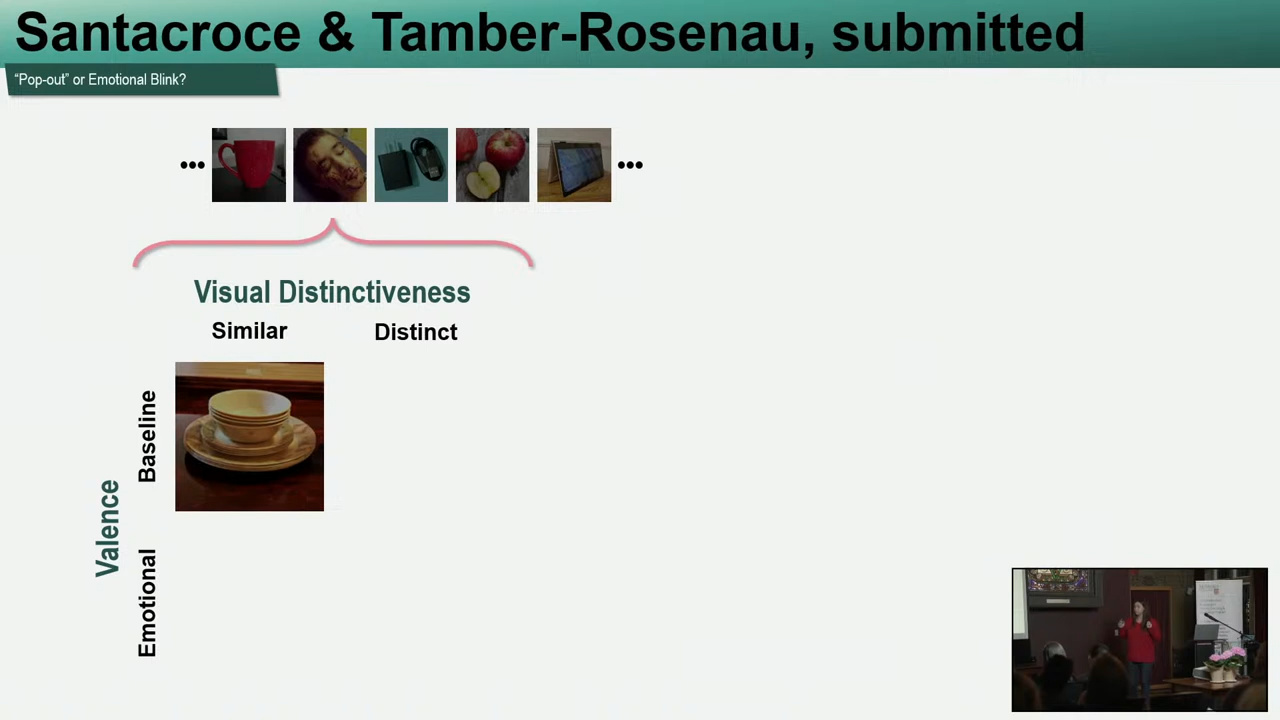 Santacroce & Tamber-Rosenau, submitted
“Pop-out” or Emotional Blink?
••• •••
Visual Distinctiveness
Similar Distinct
Valence
Baseline
Emotional